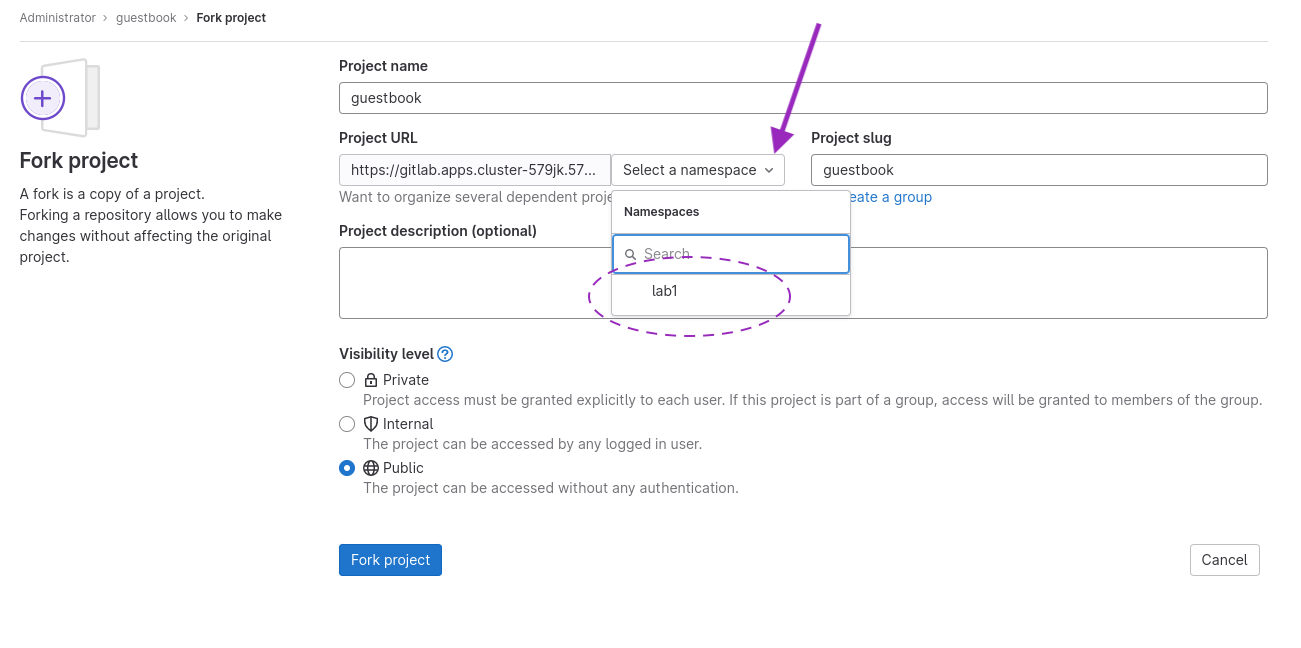 Administrator › guestbook › Fork project
Fork project
A fork is a copy of a project.
Forking a repository allows you to make
changes without affecting the original
project.
Project name
guestbook
Project URL
https://gitlab.apps.cluster-579jk.57...
Select a namespace
Project slug
guestbook
Want to organize several dependent a group
Namespaces
Search
lab1
Project description (optional)
Visibility level
Private
Project access must be granted explicitly to each user. If this project is part of a group, access will be granted to members of the group.
Internal
The project can be accessed by any logged in user.
Public
The project can be accessed without any authentication.
Fork project
Cancel